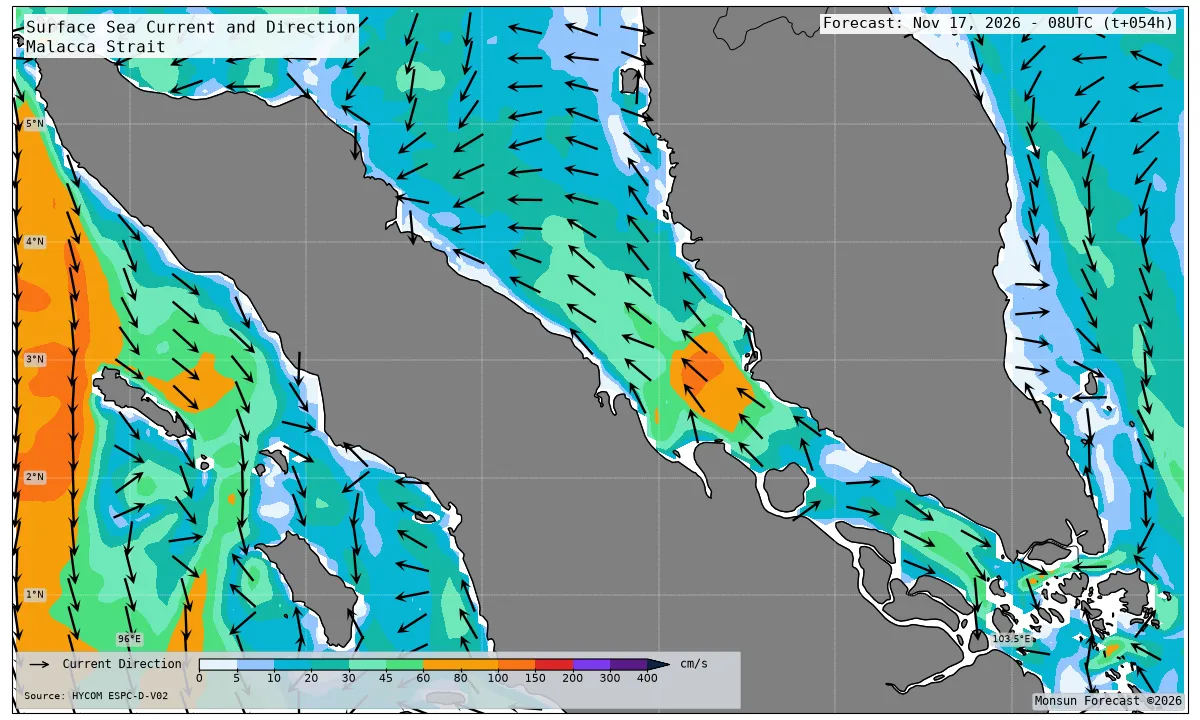 Surface Sea Current and Direction
Malacca Strait
Forecast: Nov 17, 2026 - 08UTC (t+054h)
5°N
4°N
3°N
2°N
1°N
96°E
103.5°E
Current Direction
0 5 10 20 30 45 60 80 100 150 200 300 400
cm/s
Source: HYCOM ESPC-D-V02
Monsun Forecast ©2026